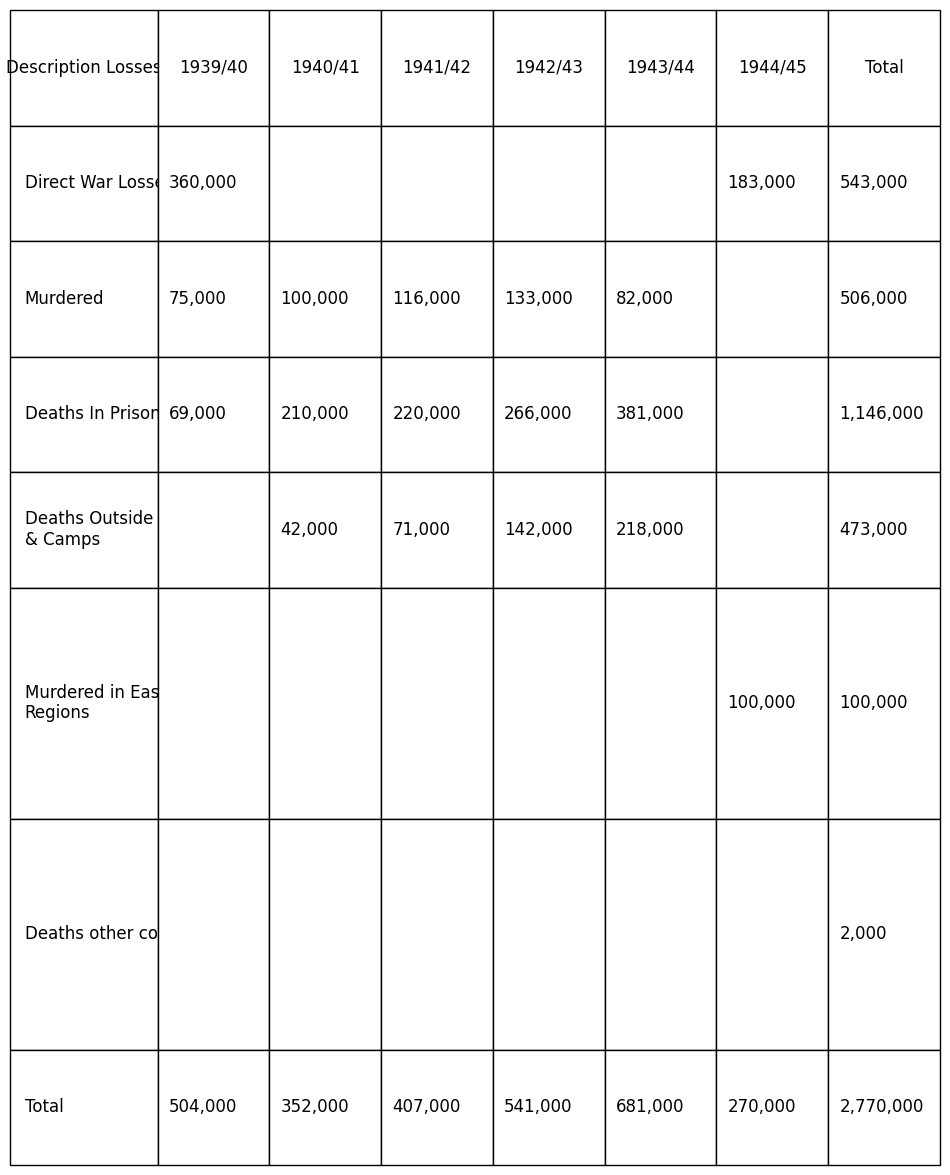 Description Losses 1939/40 1940/41 1941/42 1942/43 1943/44 1944/45 Total
Direct War Losse 360,000 183,000 543,000
Murdered 75,000 100,000 116,000 133,000 82,000 506,000
Deaths In Prison 69,000 210,000 220,000 266,000 381,000 1,146,000
Deaths Outside
& Camps 42,000 71,000 142,000 218,000 473,000
Murdered in Eas
Regions 100,000 100,000
Deaths other co 2,000
Total 504,000 352,000 407,000 541,000 681,000 270,000 2,770,000